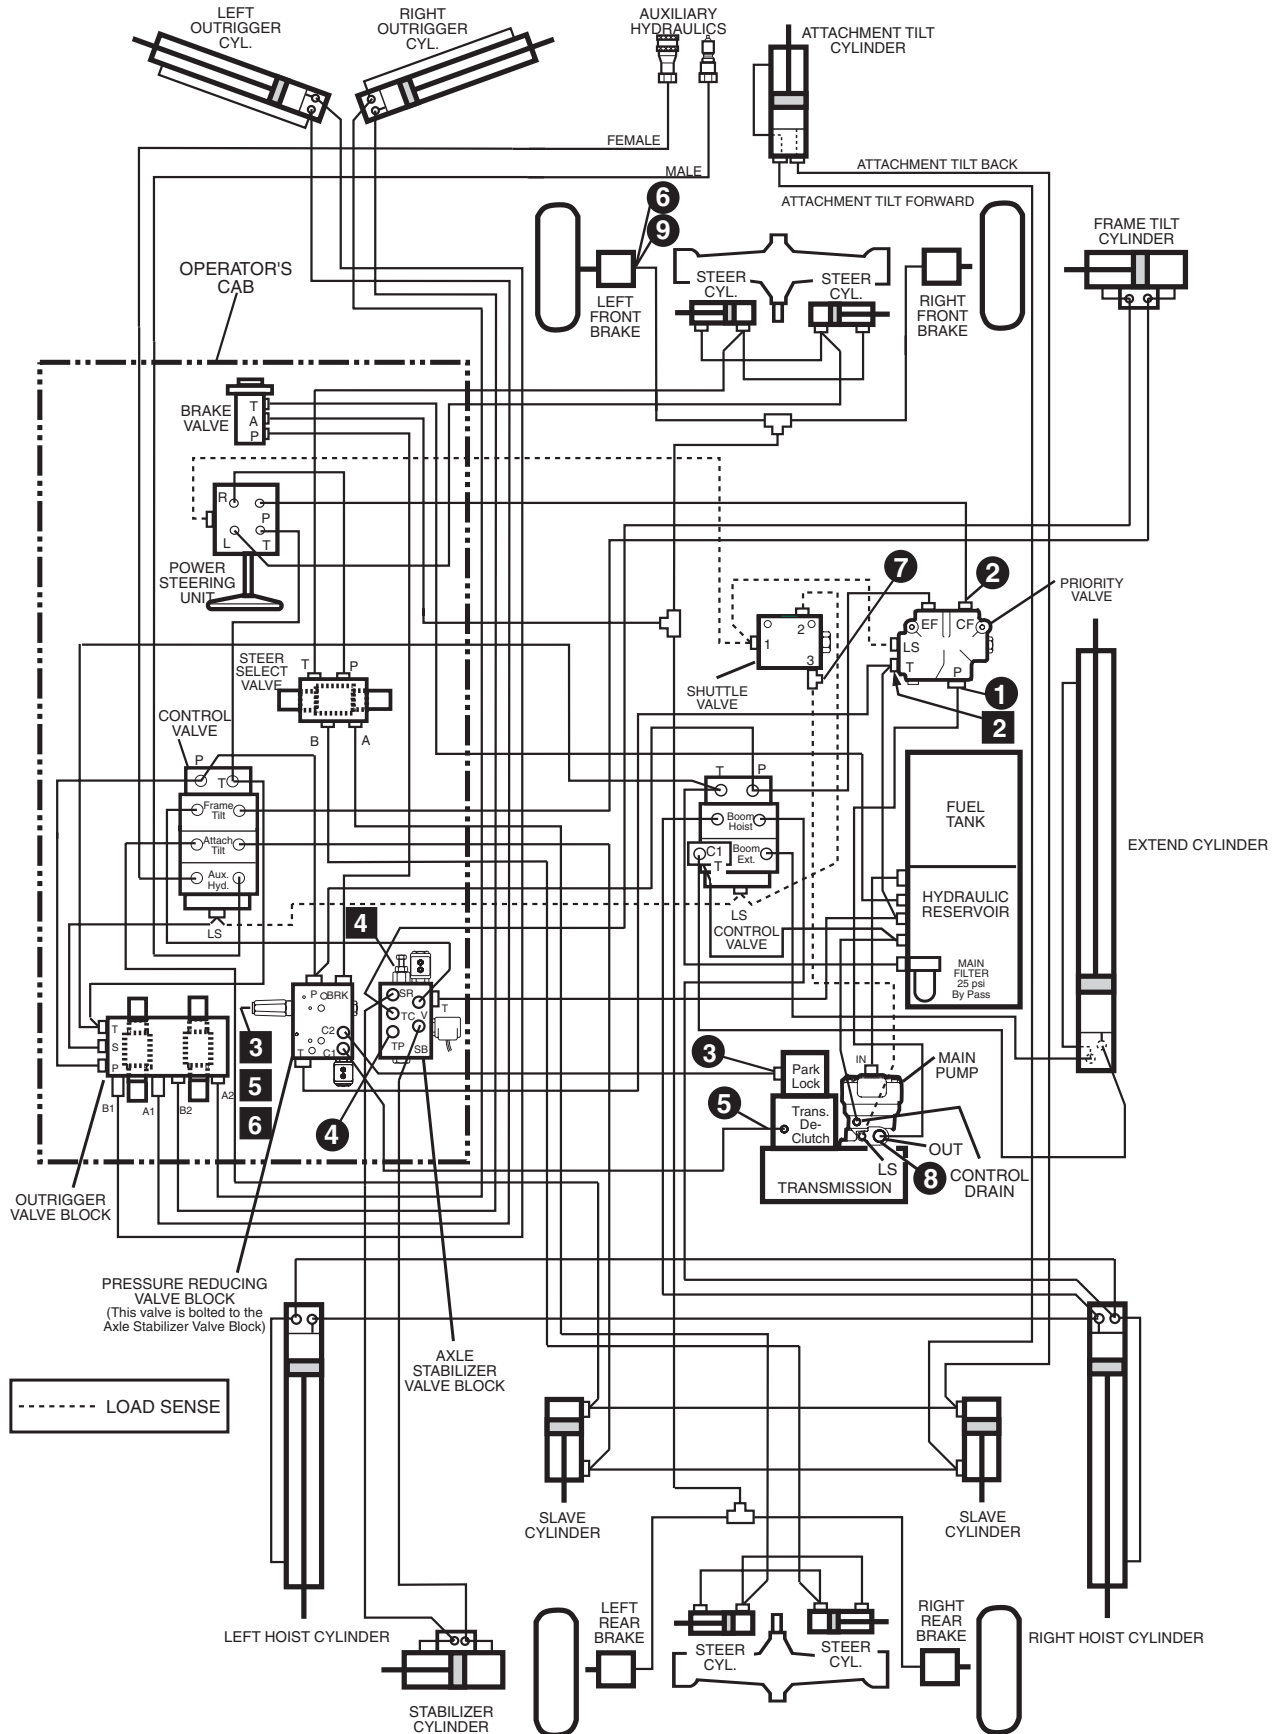 LEFT
OUTRIGGER
CYL.
RIGHT
OUTRIGGER
CYL.
AUXILIARY
HYDRAULICS
ATTACHMENT TILT
CYLINDER
FEMALE
MALE
ATTACHMENT TILT BACK
ATTACHMENT TILT FORWARD
6
9
FRAME TILT
CYLINDER
OPERATOR'S
CAB
LEFT
FRONT
BRAKE
STEER
CYL.
STEER
CYL.
RIGHT
FRONT
BRAKE
BRAKE
VALVE
T
A
P
R
P
L
T
POWER
STEERING
UNIT
7
2
PRIORITY
VALVE
EF
CF
LS
T
P
1
2
1
2
3
SHUTTLE
VALVE
STEER
SELECT
VALVE
T
P
B
A
CONTROL
VALVE
P
T
Frame
Tilt
Attach
Tilt
Aux.
Hyd.
LS
T
P
Boom
Hoist
C1
T
Boom
Ext.
LS
CONTROL
VALVE
FUEL
TANK
HYDRAULIC
RESERVOIR
MAIN
FILTER
25 psi
By Pass
EXTEND CYLINDER
4
P
BRK
C2
T
C1
SR
TC
V
T
TP
SB
3
5
6
4
T
S
P
B1
A1
B2
A2
3
Park
Lock
5
Trans.
De-
Clutch
IN
MAIN
PUMP
OUT
LS
8
CONTROL
DRAIN
TRANSMISSION
OUTRIGGER
VALVE BLOCK
PRESSURE REDUCING
VALVE BLOCK
(This valve is bolted to the
Axle Stabilizer Valve Block)
AXLE
STABILIZER
VALVE BLOCK
LOAD SENSE
SLAVE
CYLINDER
SLAVE
CYLINDER
LEFT HOIST CYLINDER
RIGHT HOIST CYLINDER
LEFT
REAR
BRAKE
STEER
CYL.
STEER
CYL.
RIGHT
REAR
BRAKE
STABILIZER
CYLINDER